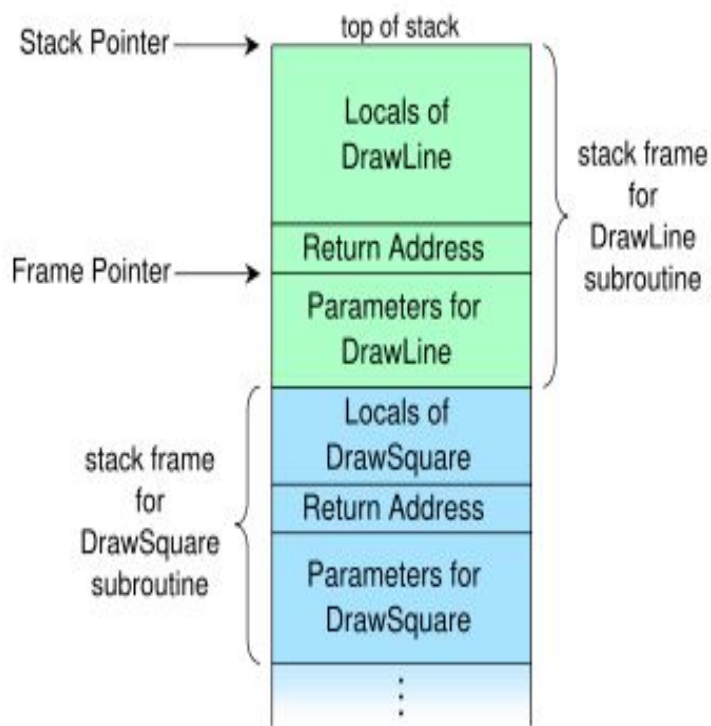 top of stack
Stack Pointer
Locals of
DrawLine
stack frame
for
DrawLine
subroutine
Return Address
Frame Pointer
Parameters for
DrawLine
Locals of
DrawSquare
stack frame
for
DrawSquare
subroutine
Return Address
Parameters for
DrawSquare